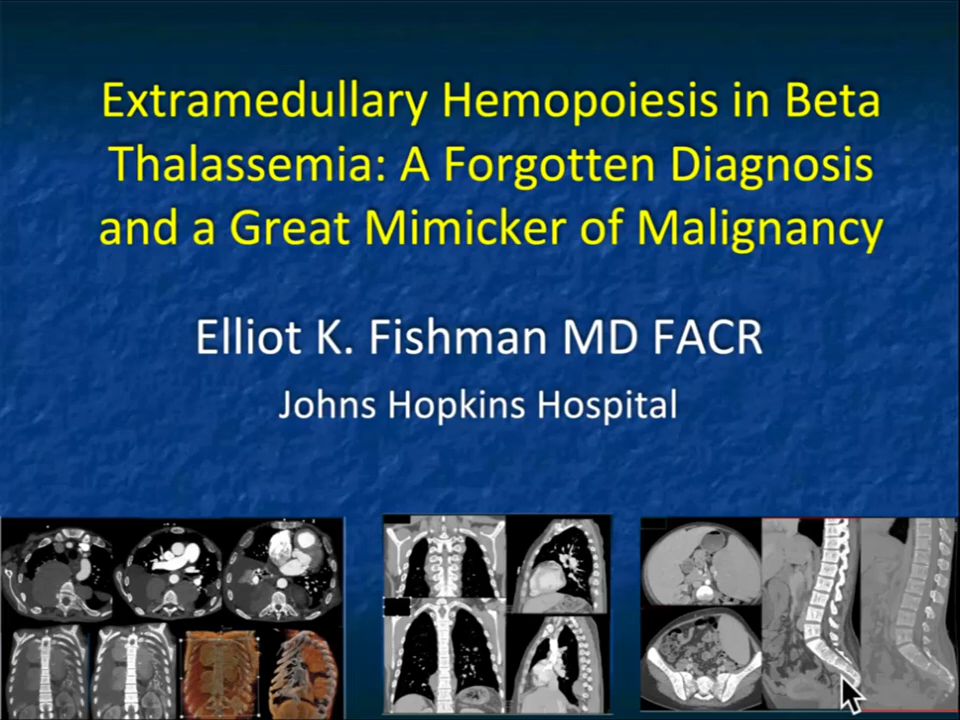 Extramedullary Hemopoiesis in Beta
Thalassemia: A Forgotten Diagnosis
and a Great Mimicker of Malignancy
Elliot K. Fishman MD FACR
Johns Hopkins Hospital